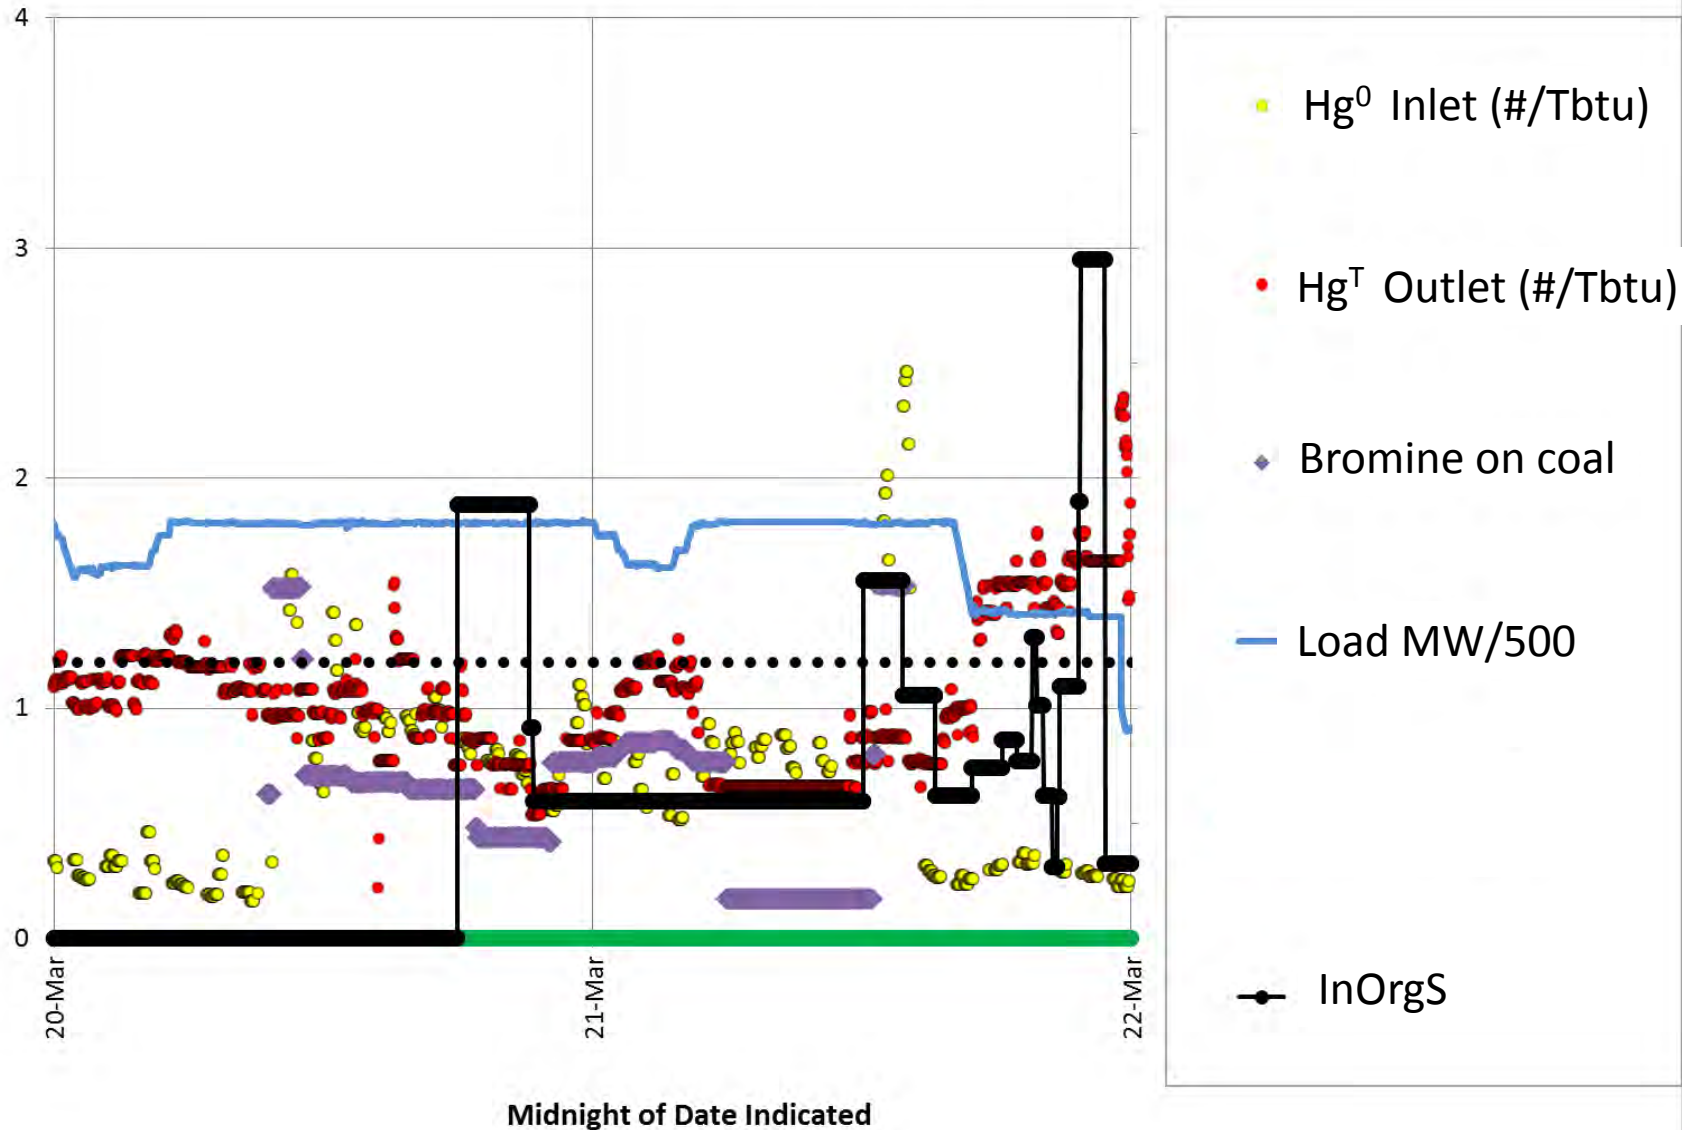 4
3
2
1
0
20-Mar
21-Mar
22-Mar
Midnight of Date Indicated
Hg⁰ Inlet (#/Tbtu)
Hgᵀ Outlet (#/Tbtu)
Bromine on coal
Load MW/500
InOrgS